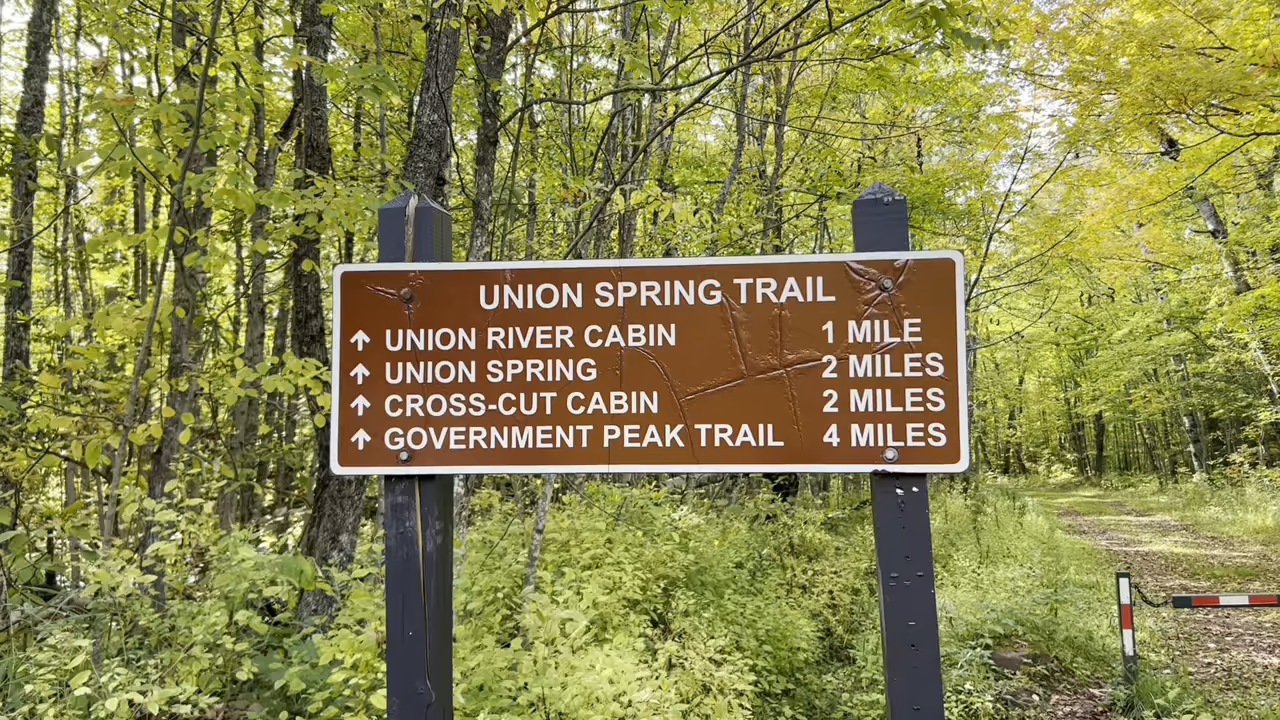 UNION SPRING TRAIL
↑ UNION RIVER CABIN 1 MILE
↑ UNION SPRING 2 MILES
↑ CROSS-CUT CABIN 2 MILES
↑ GOVERNMENT PEAK TRAIL 4 MILES